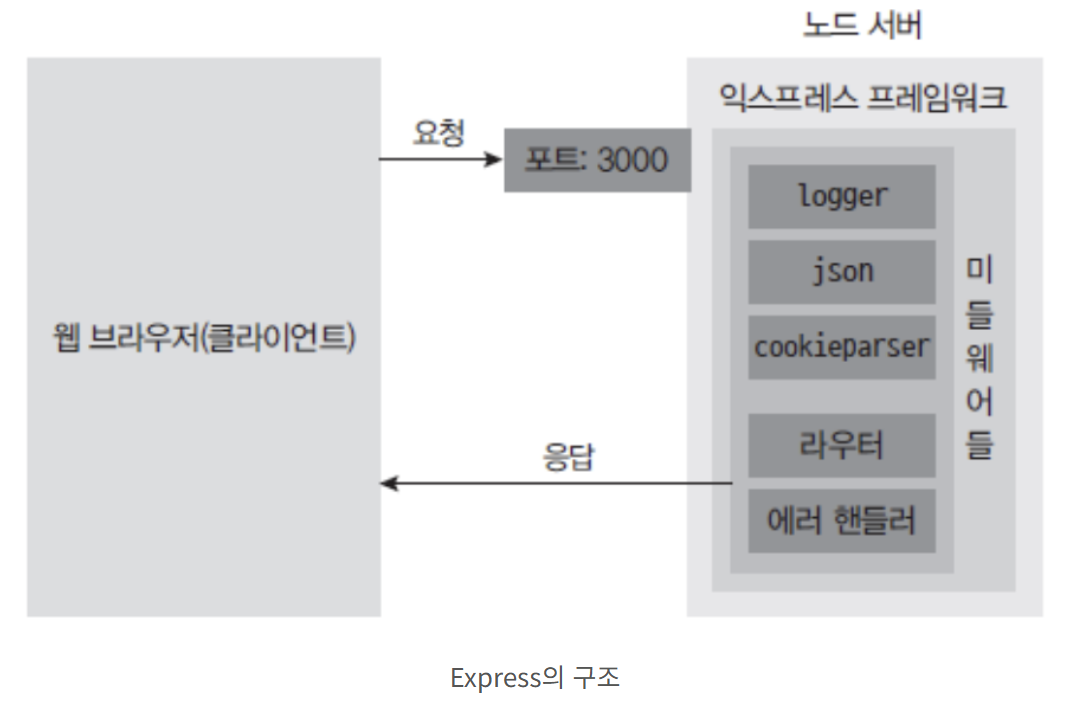 노드 서버
익스프레스 프레임워크
요청
포트: 3000
logger
json
cookieparser
미들웨어들
웹 브라우저(클라이언트)
라우터
응답
에러 핸들러
Express의 구조